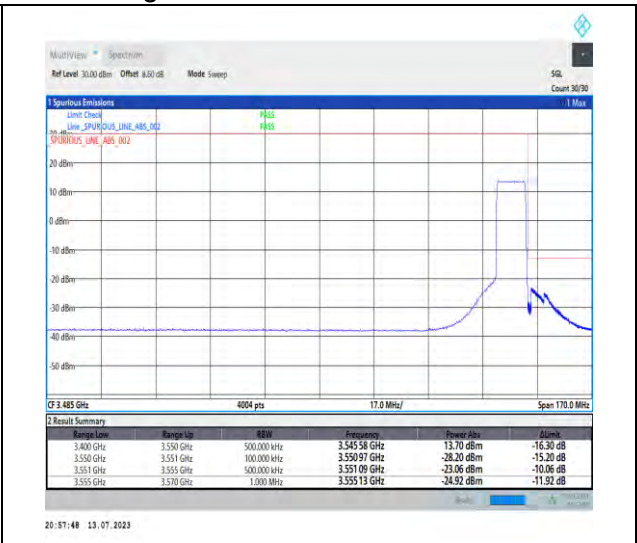 MultiView Spectrum
Ref Level 30.00 dBm Offset 8.60 dB Mode Sweep SGL
Count 30/30
1 Spurious Emissions 1 Max
Limit Check PASS
Line _SPURIOUS_LINE_ABS_002 PASS
_SPURIOUS_LINE_ABS_002
20 dBm
10 dBm
0 dBm
-10 dBm
-20 dBm
-30 dBm
-40 dBm
-50 dBm
CF 3.485 GHz 4004 pts 17.0 MHz/ Span 170.0 MHz
2 Result Summary
Range Low Range Up RBW Frequency Power Abs ΔLimit
3.400 GHz 3.550 GHz 500.000 kHz 3.545 58 GHz 13.70 dBm -16.30 dB
3.550 GHz 3.551 GHz 100.000 kHz 3.550 97 GHz -28.20 dBm -15.20 dB
3.551 GHz 3.555 GHz 500.000 kHz 3.551 09 GHz -23.06 dBm -10.06 dB
3.555 GHz 3.570 GHz 1.000 MHz 3.555 13 GHz -24.92 dBm -11.92 dB
20:57:48 13.07.2023